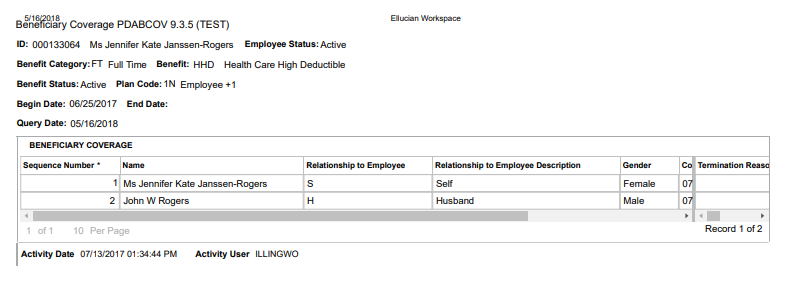 5/16/2018 Ellucian Workspace
Beneficiary Coverage PDABCOV 9.3.5 (TEST)
ID: 000133064 Ms Jennifer Kate Janssen-Rogers Employee Status: Active
Benefit Category: FT Full Time Benefit: HHD Health Care High Deductible
Benefit Status: Active Plan Code: 1N Employee +1
Begin Date: 06/25/2017 End Date:
Query Date: 05/16/2018
BENEFICIARY COVERAGE
Sequence Number * Name Relationship to Employee Relationship to Employee Description Gender Co Termination Reaso
1 Ms Jennifer Kate Janssen-Rogers S Self Female 07
2 John W Rogers H Husband Male 07
1 of 1 10 Per Page Record 1 of 2
Activity Date 07/13/2017 01:34:44 PM Activity User ILLINGWO